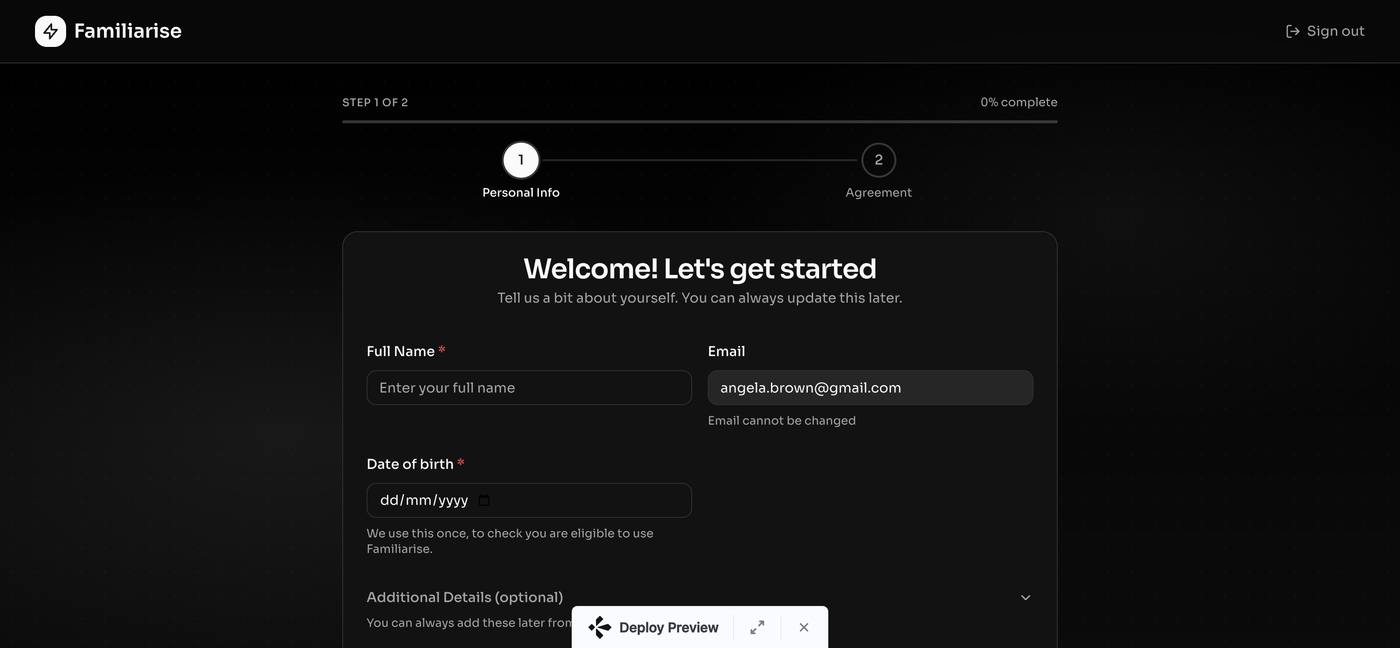 Familiarise
Sign out
STEP 1 OF 2
0% complete
1
2
Personal Info
Agreement
Welcome! Let's get started
Tell us a bit about yourself. You can always update this later.
Full Name *
Email
Enter your full name
angela.brown@gmail.com
Email cannot be changed
Date of birth *
dd/mm/yyyy
We use this once, to check you are eligible to use
Familiarise.
Additional Details (optional)
You can always add these later from
Deploy Preview